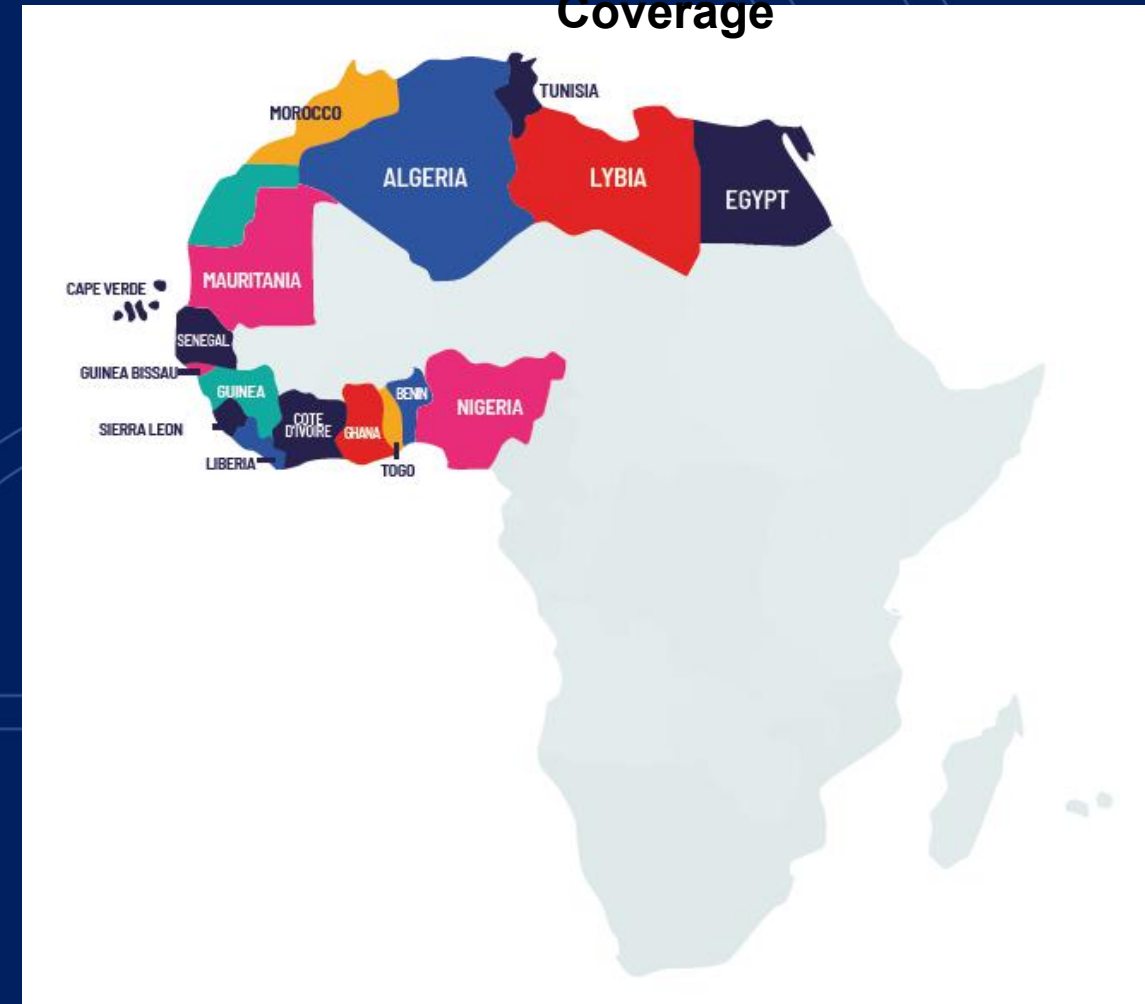 Coverage
TUNISIA
MOROCCO
ALGERIA
LYBIA
EGYPT
MAURITANIA
CAPE VERDE
SENEGAL
GUINEA BISSAU
GUINEA
BENIN
NIGERIA
COTE
D'IVOIRE
GHANA
SIERRA LEON
LIBERIA
TOGO